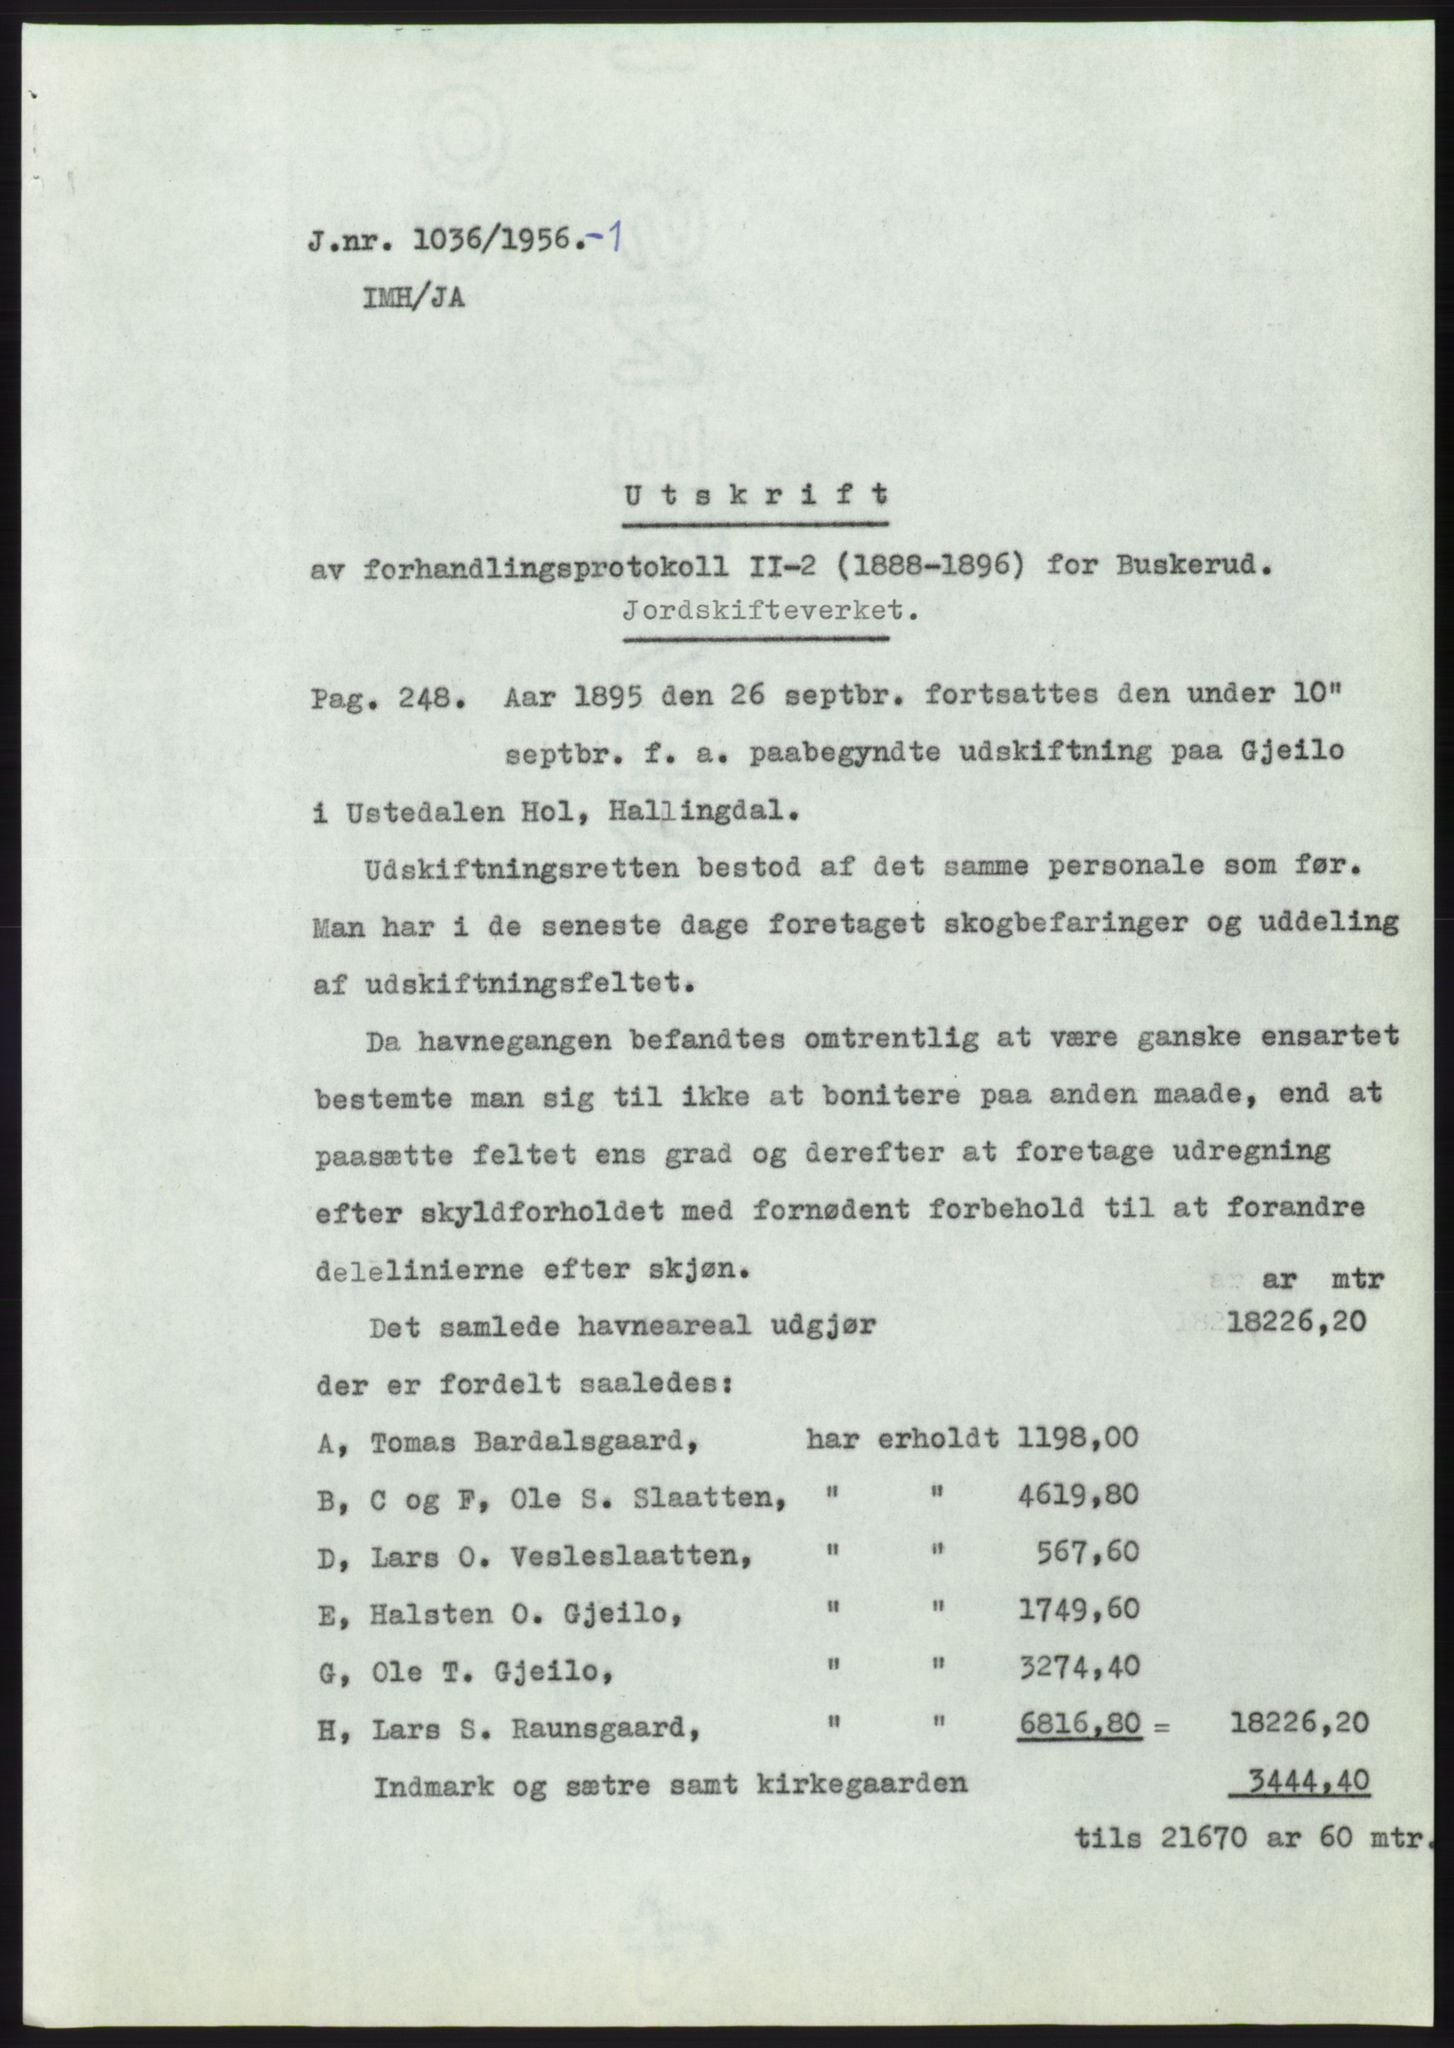 J.nr. 1036/1956.-1
IMH/JA
Utskrift
av forhandlingsprotokoll II-2 (1888-1896) for Buskerud.
Jordskifteverket.
Pag. 248. Aar 1895 den 26 septbr. fortsattes den under 10"
septbr. f. a. paabegyndte udskiftning paa Gjeilo
i Ustedalen Hol, Hallingdal.
Udskiftningsretten bestod af det samme personale som før.
Man har i de seneste dage foretaget skogbefaringer og uddeling
af udskiftningsfeltet.
Da havnegangen befandtes omtrentlig at være ganske ensartet
bestemte man sig til ikke at bonitere paa anden maade, end at
paasætte feltet ens grad og derefter at foretage udregning
efter skyldforholdet med fornødent forbehold til at forandre
delelinierne efter skjøn.
ar mtr
Det samlede havneareal udgjør 18226,20
der er fordelt saaledes:
A, Tomas Bardalsgaard, har erholdt 1198,00
B, C og F, Ole S. Slaatten, " " 4619,80
D, Lars O. Vesleslaatten, " " 567,60
E, Halsten O. Gjeilo, " " 1749,60
G, Ole T. Gjeilo, " " 3274,40
H, Lars S. Raunsgaard, " " 6816,80 = 18226,20
Indmark og sætre samt kirkegaarden 3444,40
tils 21670 ar 60 mtr.